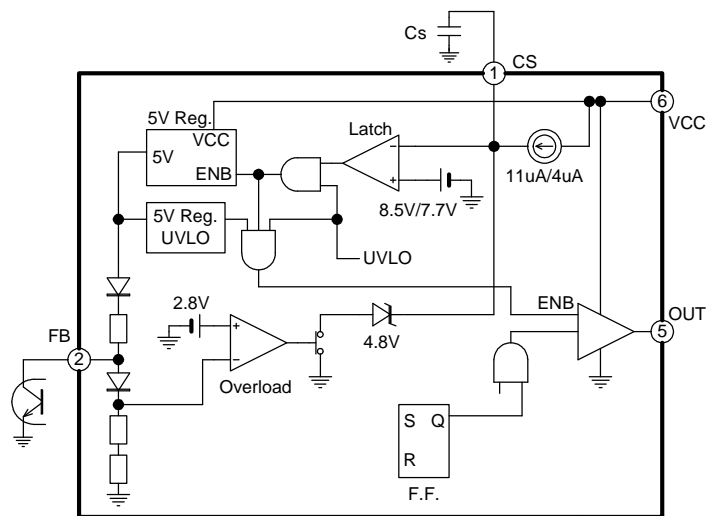 Cs
1
CS
6
VCC
5V Reg.
VCC
5V
ENB
Latch
−
+
11uA/4uA
8.5V/7.7V
5V Reg.
UVLO
UVLO
2.8V
+
−
Overload
4.8V
ENB
OUT
5
FB
2
S
Q
R
F.F.